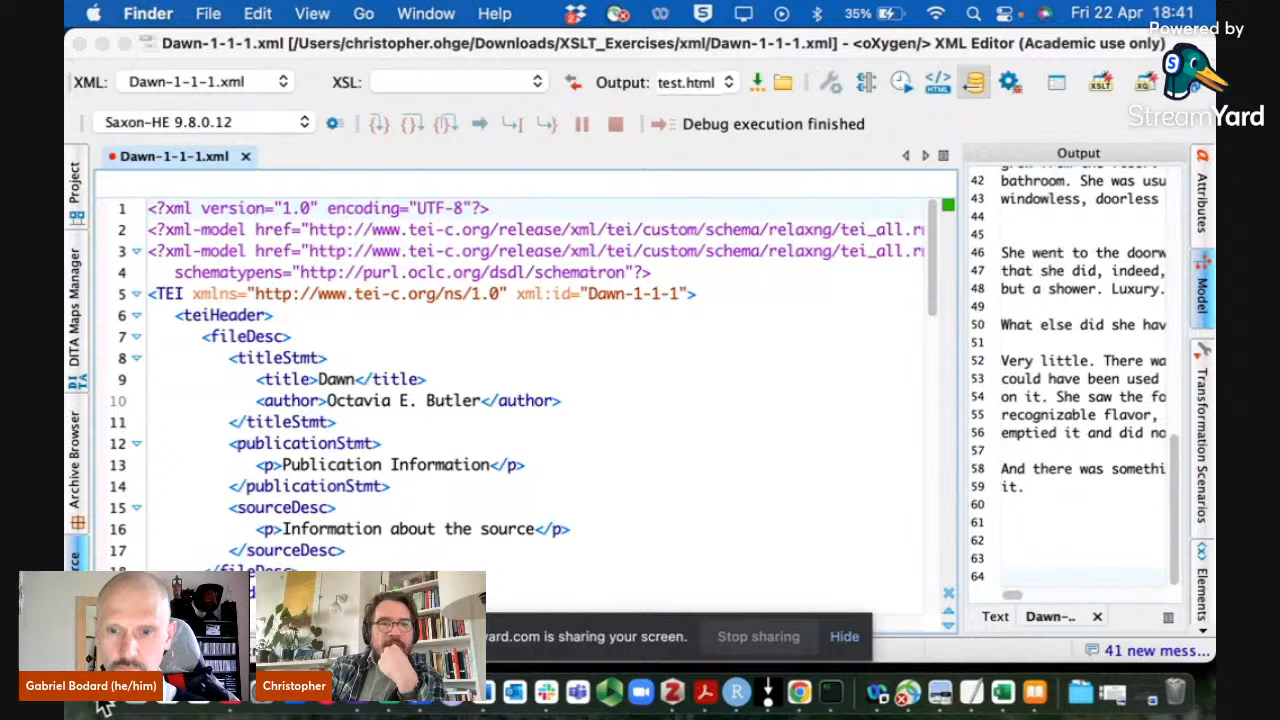 Finder File Edit View Go Window Help 35% Fri 22 Apr 18:41
Powered by
StreamYard
Dawn-1-1-1.xml [/Users/christopher.ohge/Downloads/XSLT_Exercises/xml/Dawn-1-1-1.xml] - <oXygen/> XML Editor (Academic use only)
XML: Dawn-1-1-1.xml XSL: Output: test.html
Saxon-HE 9.8.0.12 Debug execution finished
Dawn-1-1-1.xml
Project
DITA Maps Manager
Archive Browser
1 <?xml version="1.0" encoding="UTF-8"?>
2 <?xml-model href="http://www.tei-c.org/release/xml/tei/custom/schema/relaxng/tei_all.r
3 <?xml-model href="http://www.tei-c.org/release/xml/tei/custom/schema/relaxng/tei_all.r
4 schematypens="http://purl.oclc.org/dsdl/schematron"?>
5 <TEI xmlns="http://www.tei-c.org/ns/1.0" xml:id="Dawn-1-1-1">
6 <teiHeader>
7 <fileDesc>
8 <titleStmt>
9 <title>Dawn</title>
10 <author>Octavia E. Butler</author>
11 </titleStmt>
12 <publicationStmt>
13 <p>Publication Information</p>
14 </publicationStmt>
15 <sourceDesc>
16 <p>Information about the source</p>
17 </sourceDesc>
Output
42 bathroom. She was usu
43 windowless, doorless
44
45
46 She went to the doorw
47 that she did, indeed,
48 but a shower. Luxury.
49
50 What else did she hav
51
52 Very little. There wa
53 could have been used
54 on it. She saw the fo
55 recognizable flavor,
56 emptied it and did no
57
58 And there was somethi
59 it.
60
61
62
63
64
Text Dawn-..
Attributes
Model
Transformation Scenarios
Elements
41 new mess...
yard.com is sharing your screen. Stop sharing Hide
Gabriel Bodard (he/him)
Christopher